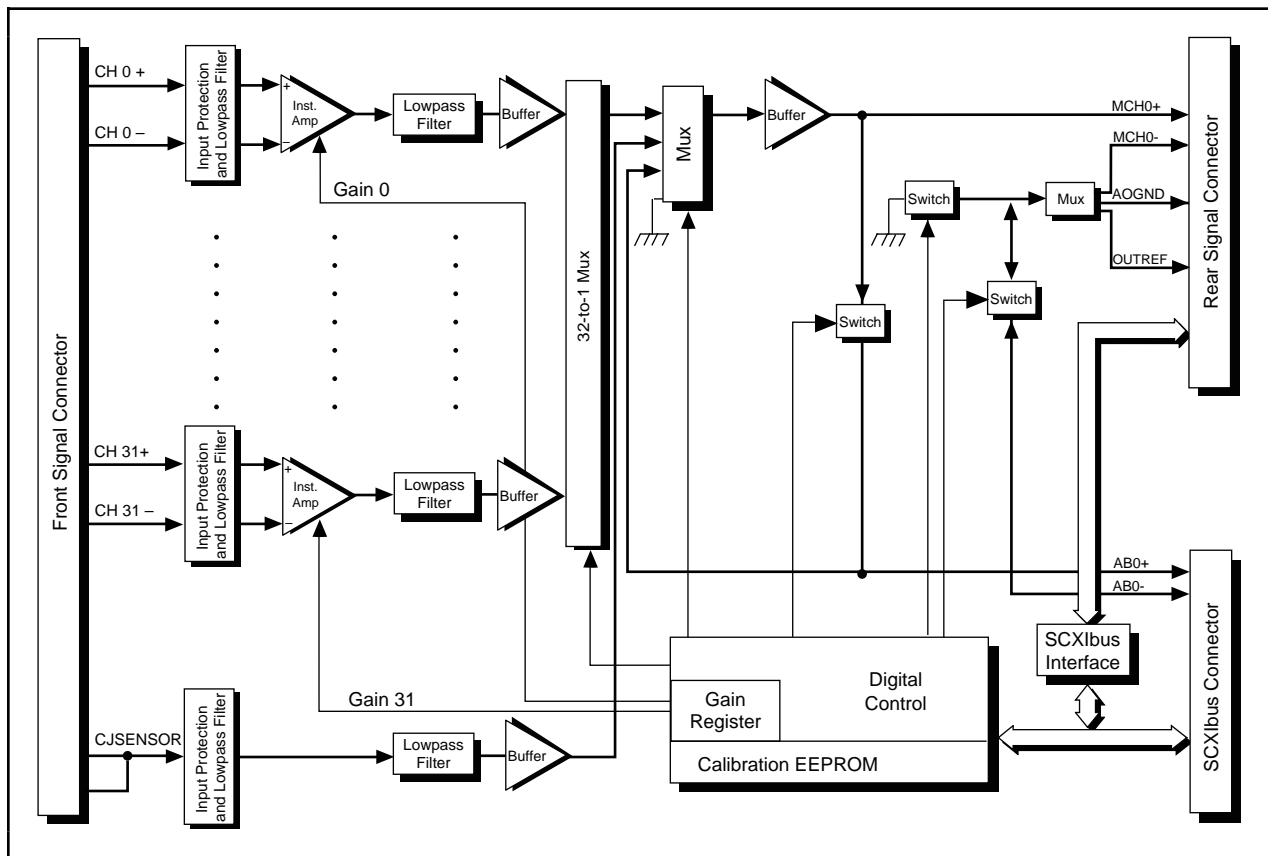 Front Signal Connector
CH 0 +
CH 0 –
Input Protection
and Lowpass Filter
+
–
Inst.
Amp
Lowpass
Filter
Buffer
Gain 0
32-to-1 Mux
Mux
Buffer
MCH0+
MCH0-
AOGND
OUTREF
Switch
Mux
Switch
Switch
Rear Signal Connector
CH 31+
CH 31 –
Input Protection
and Lowpass Filter
+
–
Inst.
Amp
Lowpass
Filter
Buffer
Gain 31
AB0+
AB0-
SCXIbus
Interface
SCXIbus Connector
Digital
Control
Gain
Register
Calibration EEPROM
CJSENSOR
Input Protection
and Lowpass Filter
Lowpass
Filter
Buffer